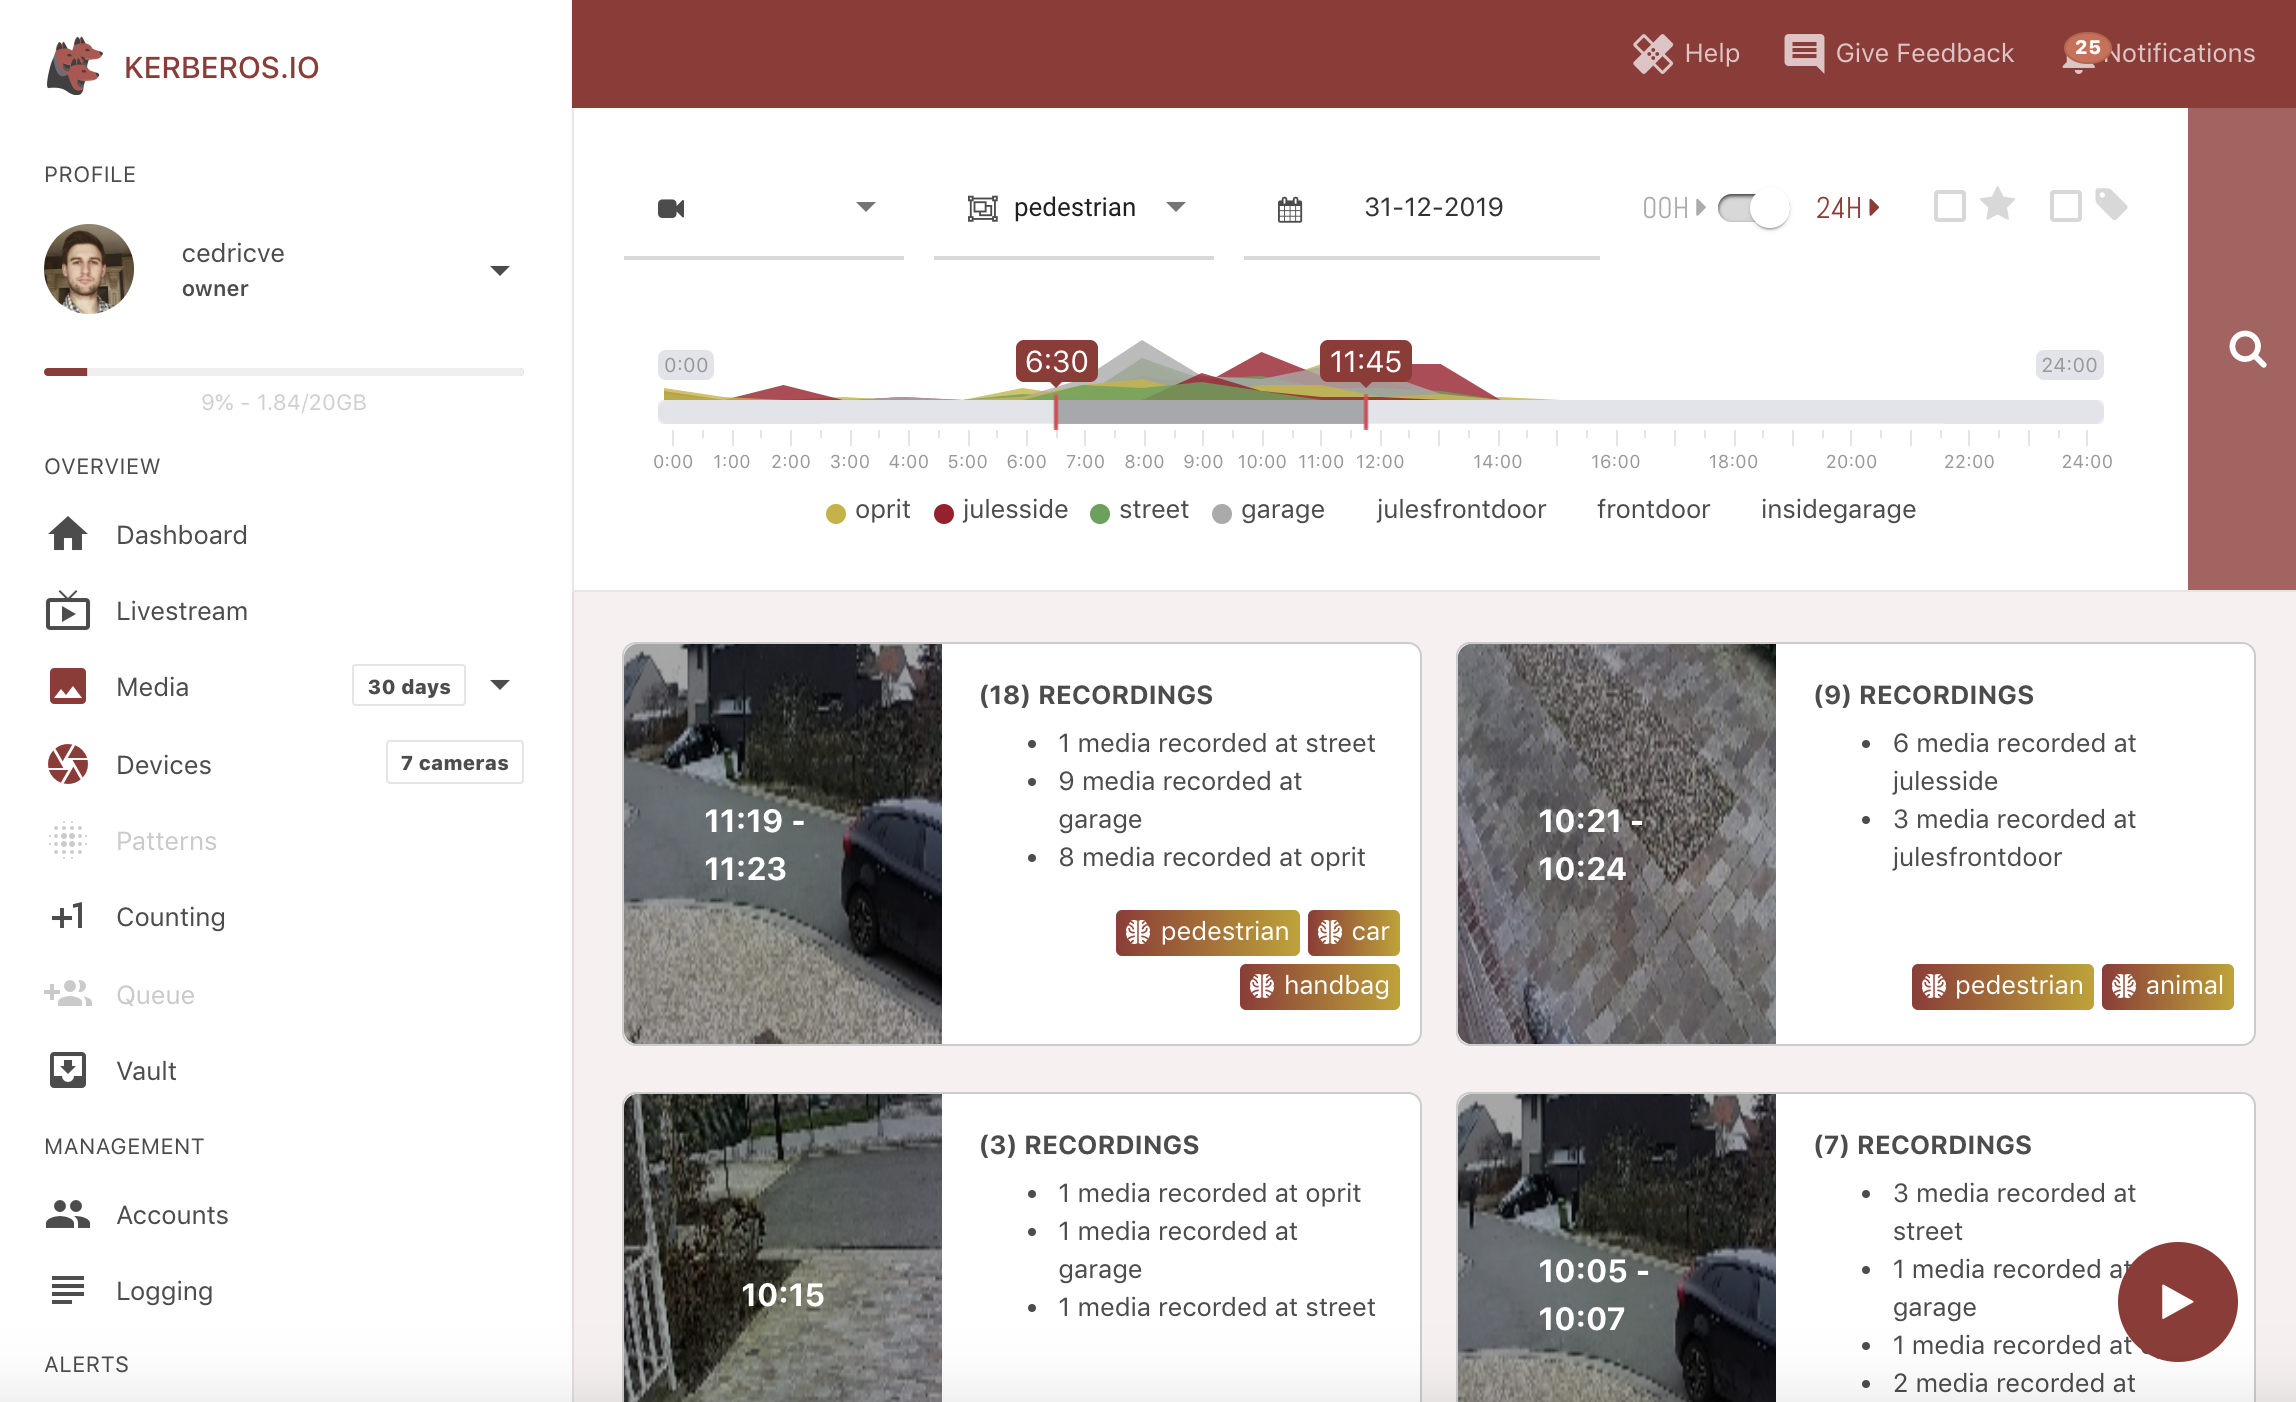 KERBEROS.IO
PROFILE
cedricve
owner
9% - 1.84/20GB
OVERVIEW
Dashboard
Livestream
Media
30 days
Devices
7 cameras
Patterns
+1 Counting
Queue
Vault
MANAGEMENT
Accounts
Logging
ALERTS
Help
Give Feedback
25
Notifications
pedestrian
31-12-2019
00H
24H
0:00
6:30
11:45
24:00
0:00 1:00 2:00 3:00 4:00 5:00 6:00 7:00 8:00 9:00 10:00 11:00 12:00 14:00 16:00 18:00 20:00 22:00 24:00
oprit julesside street garage julesfrontdoor frontdoor insidegarage
11:19 -
11:23
(18) RECORDINGS
1 media recorded at street
9 media recorded at
garage
8 media recorded at oprit
pedestrian
car
handbag
10:21 -
10:24
(9) RECORDINGS
6 media recorded at
julesside
3 media recorded at
julesfrontdoor
pedestrian
animal
10:15
(3) RECORDINGS
1 media recorded at oprit
1 media recorded at
garage
1 media recorded at street
10:05 -
10:07
(7) RECORDINGS
3 media recorded at
street
1 media recorded at
garage
1 media recorded at
2 media recorded at